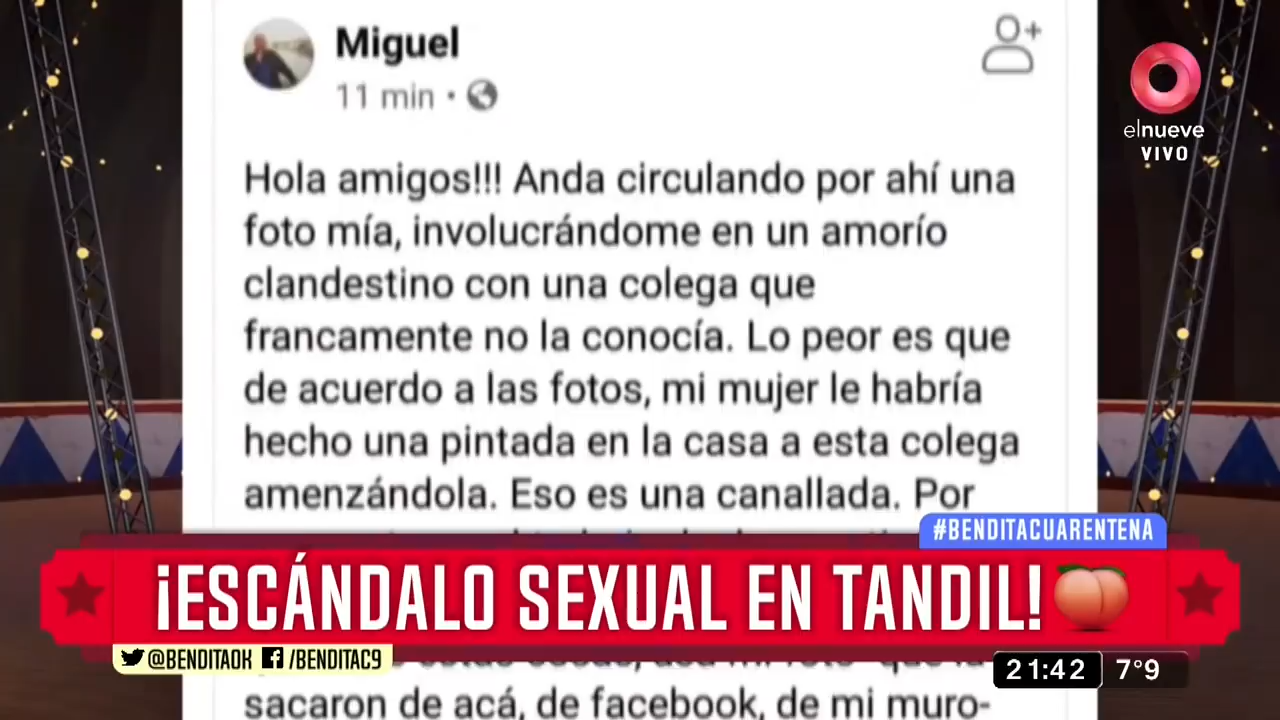 Miguel
11 min
elnueve
VIVO
Hola amigos!!! Anda circulando por ahí una
foto mía, involucrándome en un amorío
clandestino con una colega que
francamente no la conocía. Lo peor es que
de acuerdo a las fotos, mi mujer le habría
hecho una pintada en la casa a esta colega
amenzándola. Eso es una canallada. Por
#BENDITACUARENTENA
¡ESCÁNDALO SEXUAL EN TANDIL!
@BENDITAOK /BENDITAC9
21:42 7°9
sacaron de acá, de facebook, de mi muro-